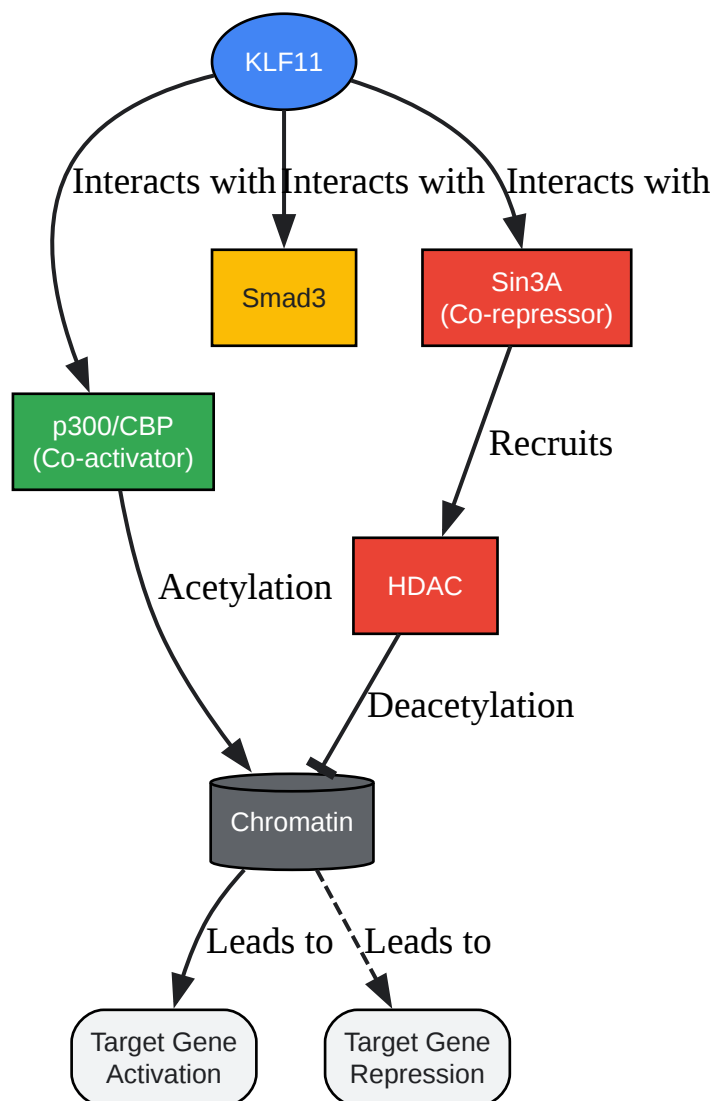 KLF11
Interacts with
Interacts with
Interacts with
Smad3
Sin3A
(Co-repressor)
p300/CBP
(Co-activator)
Recruits
Acetylation
HDAC
Deacetylation
Chromatin
Leads to
Leads to
Target Gene
Activation
Target Gene
Repression